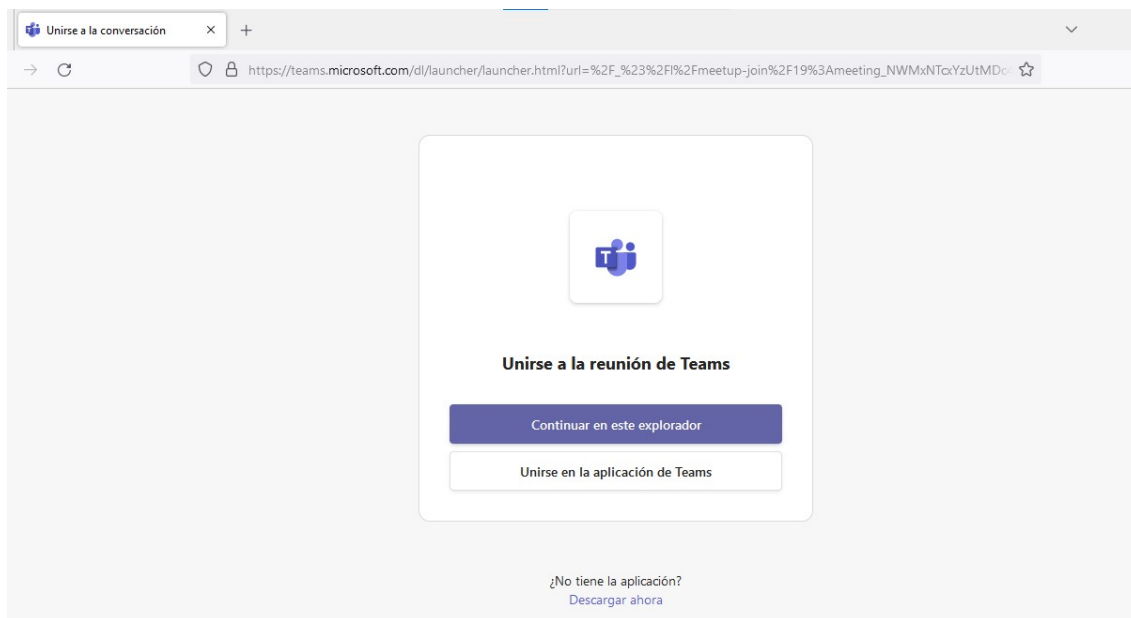 Unirse a la conversación
https://teams.microsoft.com/dl/launcher/launcher.html?url=%2F_%23%2Fl%2Fmeetup-join%2F19%3Ameeting_NWMxNTcxYzUtMDc
T
Unirse a la reunión de Teams
Continuar en este explorador
Unirse en la aplicación de Teams
¿No tiene la aplicación?
Descargar ahora